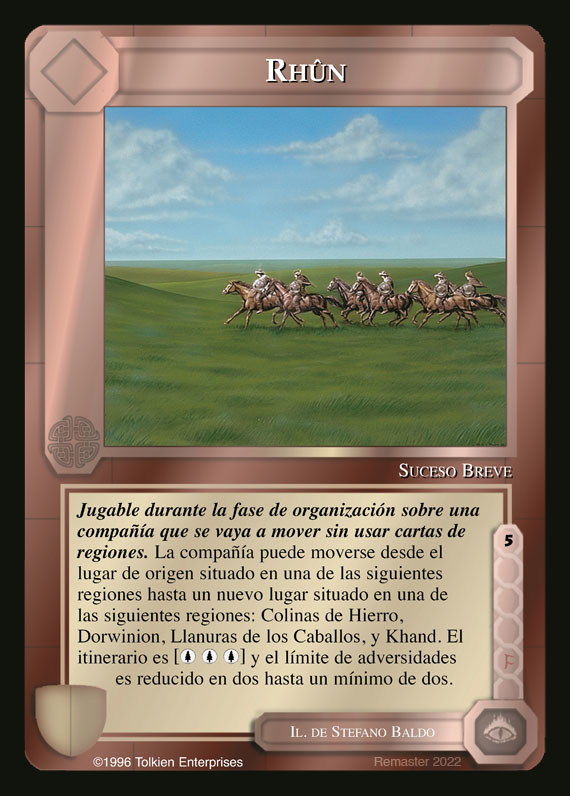 Rhûn
Suceso Breve
Jugable durante la fase de organización sobre una
compañía que se vaya a mover sin usar cartas de
regiones. La compañía puede moverse desde el
lugar de origen situado en una de las siguientes
regiones hasta un nuevo lugar situado en una de
las siguientes regiones: Colinas de Hierro,
Dorwinion, Llanuras de los Caballos, y Khand. El
itinerario es [ ] y el límite de adversidades
es reducido en dos hasta un mínimo de dos.
5
F
Il. de Stefano Baldo
©1996 Tolkien Enterprises
Remaster 2022